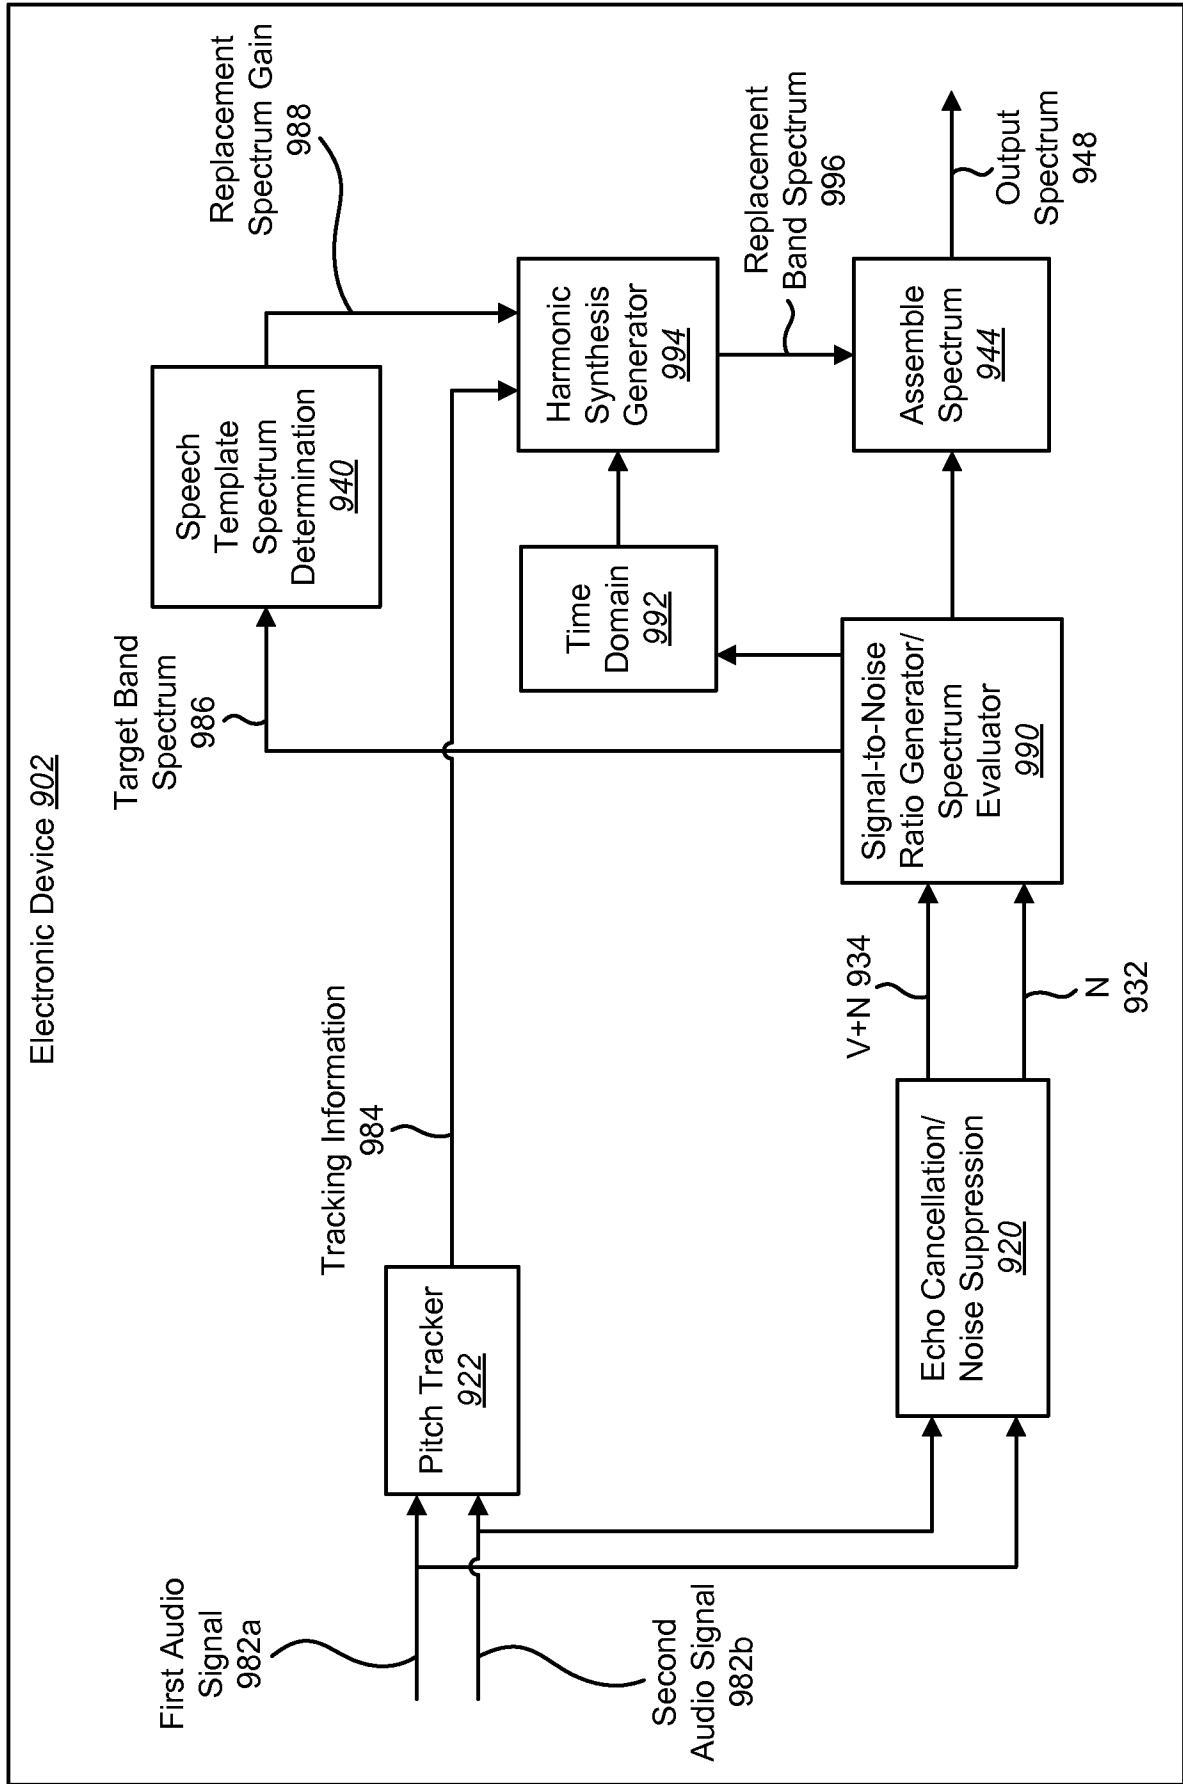 Electronic Device 902
First Audio
Signal
982a
Second
Audio Signal
982b
Pitch Tracker
922
Tracking Information
984
Echo Cancellation/
Noise Suppression
920
V+N 934
N
932
Signal-to-Noise
Ratio Generator/
Spectrum
Evaluator
990
Target Band
Spectrum
986
Speech
Template
Spectrum
Determination
940
Replacement
Spectrum Gain
988
Time
Domain
992
Harmonic
Synthesis
Generator
994
Replacement
Band Spectrum
996
Assemble
Spectrum
944
Output
Spectrum
948